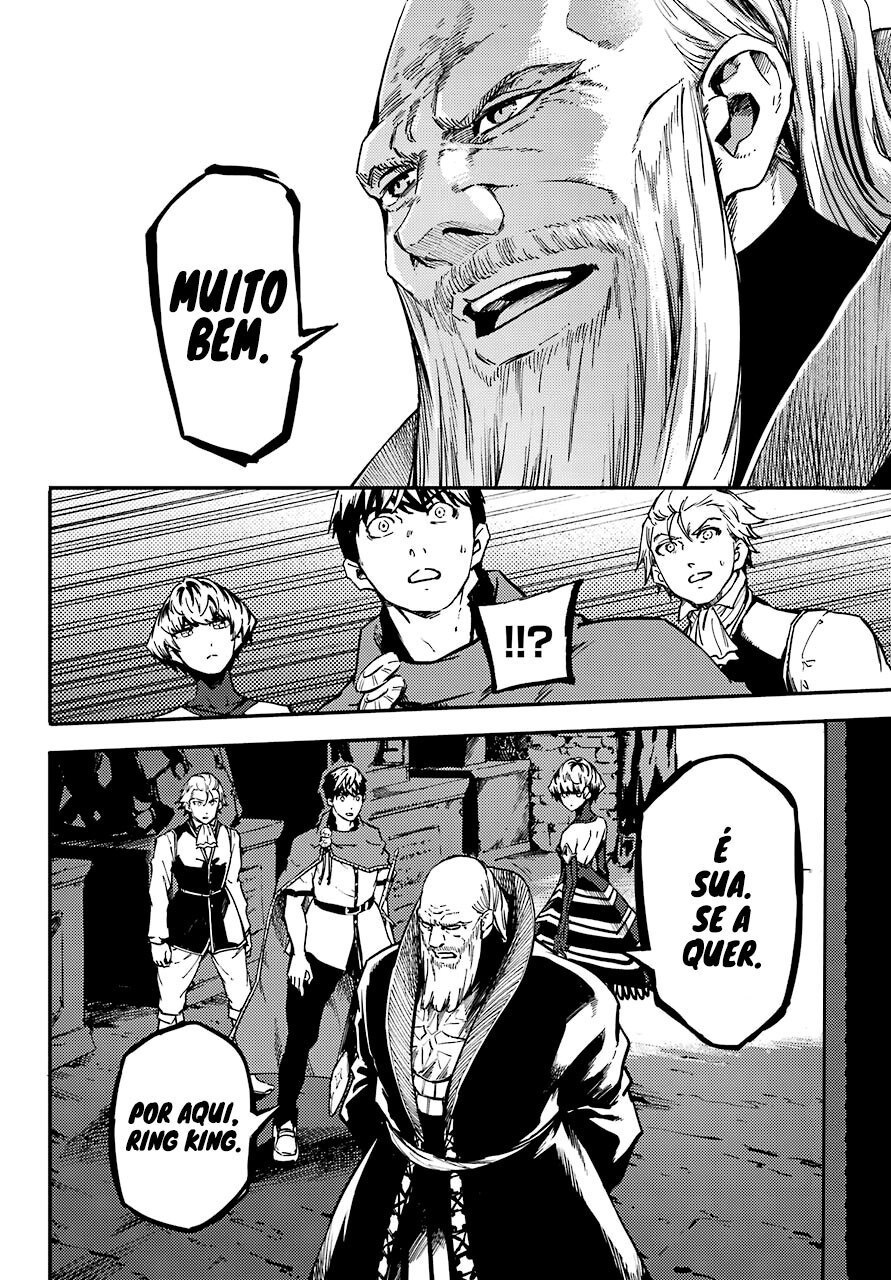 MUITO
BEM.
!!?
É
SUA.
SE A
QUER.
POR AQUI,
RING KING.